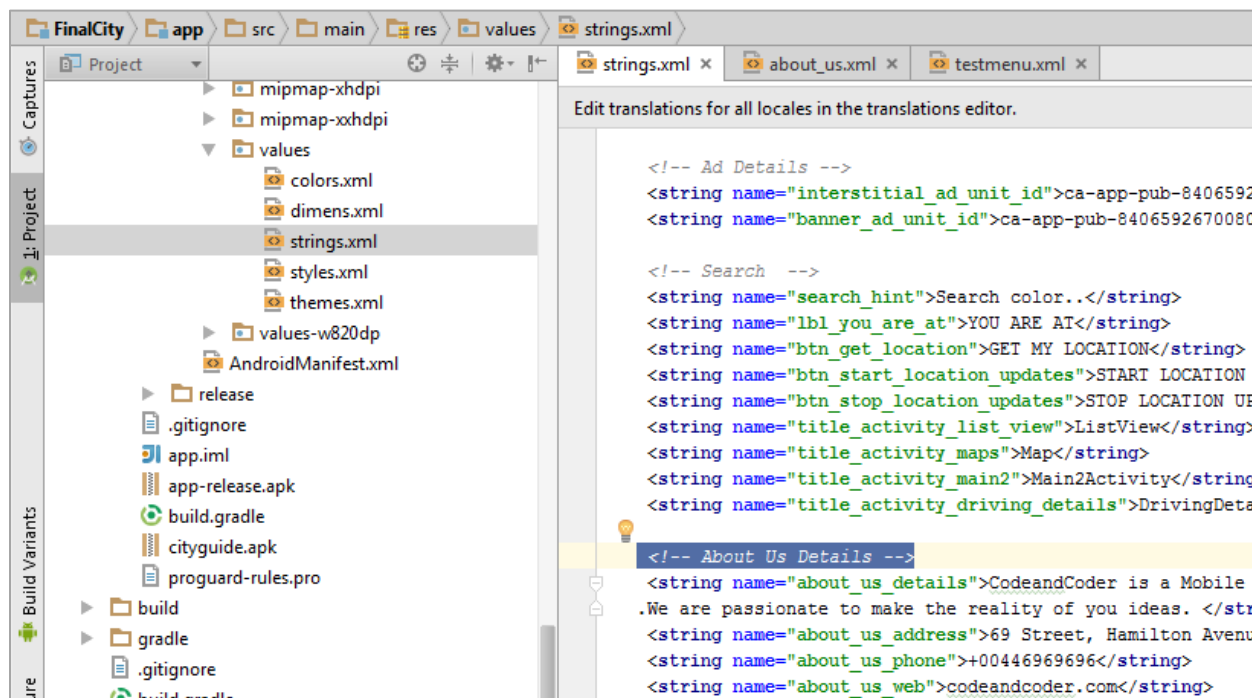 FinalCity app src main res values strings.xml
Captures
1: Project
Build Variants
Project
mipmap-xhdpi
mipmap-xxhdpi
values
colors.xml
dimens.xml
strings.xml
styles.xml
themes.xml
values-w820dp
AndroidManifest.xml
release
.gitignore
app.iml
app-release.apk
build.gradle
cityguide.apk
proguard-rules.pro
build
gradle
.gitignore
build.gradle
strings.xml × about_us.xml × testmenu.xml ×
Edit translations for all locales in the translations editor.
<!-- Ad Details -->
<string name="interstitial_ad_unit_id">ca-app-pub-8406592
<string name="banner_ad_unit_id">ca-app-pub-8406592670080
<!-- Search  -->
<string name="search_hint">Search color..</string>
<string name="lbl_you_are_at">YOU ARE AT</string>
<string name="btn_get_location">GET MY LOCATION</string>
<string name="btn_start_location_updates">START LOCATION
<string name="btn_stop_location_updates">STOP LOCATION UP
<string name="title_activity_list_view">ListView</string>
<string name="title_activity_maps">Map</string>
<string name="title_activity_main2">Main2Activity</string
<string name="title_activity_driving_details">DrivingDeta
<!-- About Us Details -->
<string name="about_us_details">CodeandCoder is a Mobile
.We are passionate to make the reality of you ideas. </str
<string name="about_us_address">69 Street, Hamilton Avenu
<string name="about_us_phone">+00446969696</string>
<string name="about_us_web">codeandcoder.com</string>